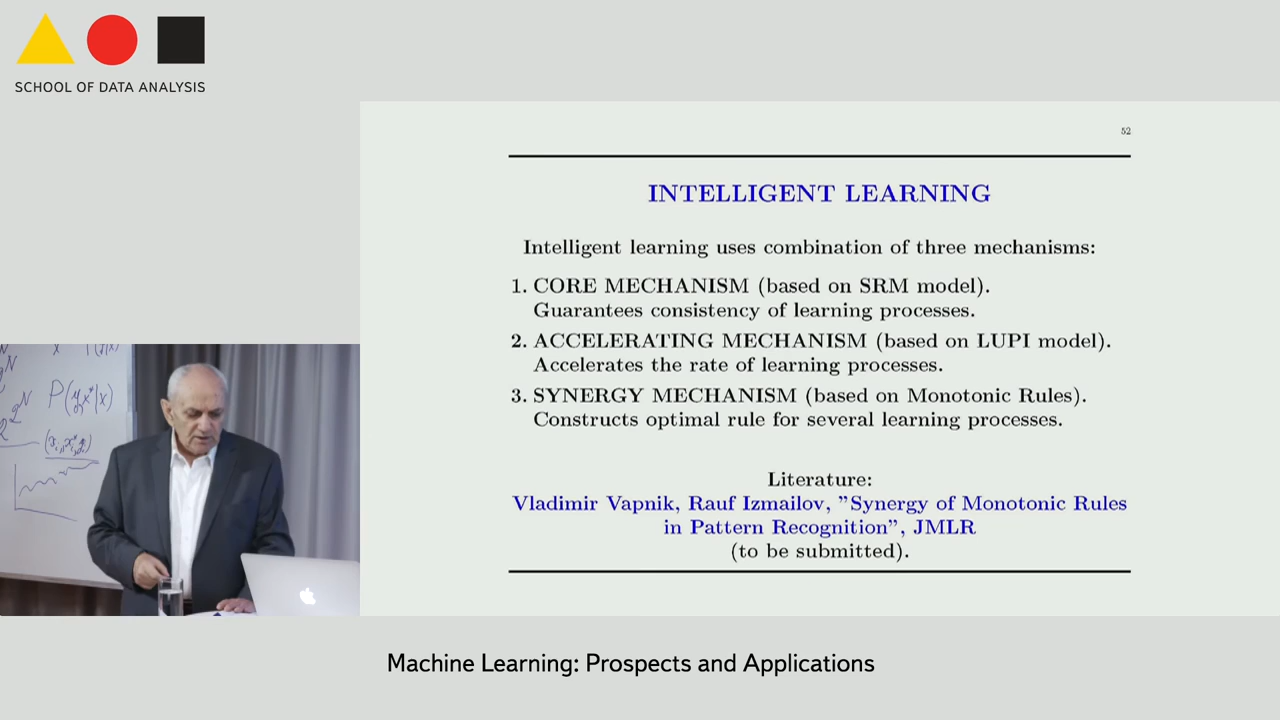 SCHOOL OF DATA ANALYSIS
52
INTELLIGENT LEARNING
Intelligent learning uses combination of three mechanisms:
1. CORE MECHANISM (based on SRM model).
Guarantees consistency of learning processes.
2. ACCELERATING MECHANISM (based on LUPI model).
Accelerates the rate of learning processes.
3. SYNERGY MECHANISM (based on Monotonic Rules).
Constructs optimal rule for several learning processes.
Literature:
Vladimir Vapnik, Rauf Izmailov, ”Synergy of Monotonic Rules
in Pattern Recognition”, JMLR
(to be submitted).
Machine Learning: Prospects and Applications